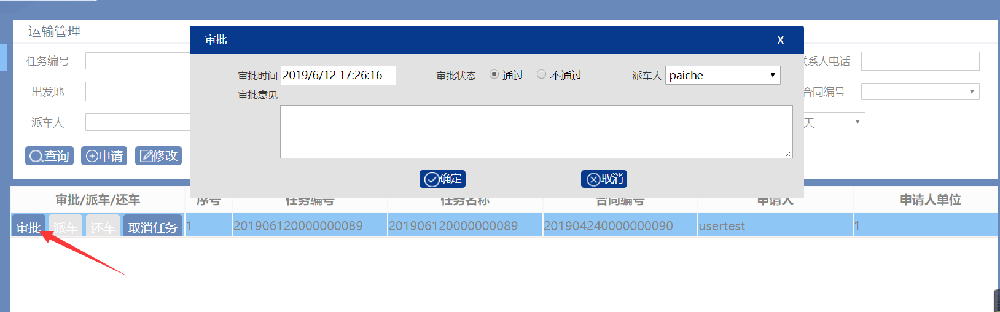 运输管理
审批 X
任务编号
审批时间 2019/6/12 17:26:16 审批状态 通过 不通过 派车人 paiche
系人电话
出发地
审批意见
合同编号
派车人
天
查询 申请 修改
确定 取消
审批/派车/还车 序号 任务编号 任务名称 合同编号 申请人 申请人单位
审批 派车 还车 取消任务 1 201906120000000089 201906120000000089 201904240000000090 usertest 1